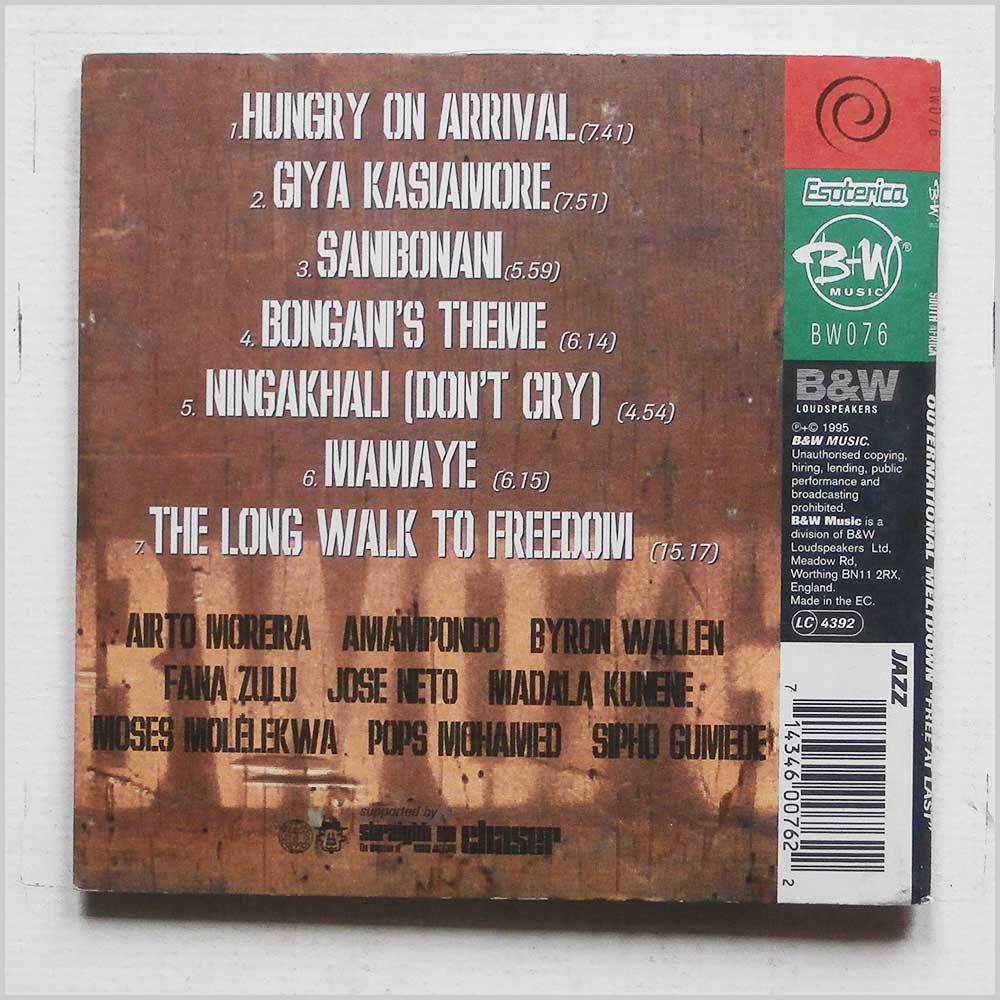 1. HUNGRY ON ARRIVAL (7.41)
2. GIYA KASIAMORE (7.51)
3. SANIBONANI (5.59)
4. BONGANI'S THEME (6.14)
5. NINGAKHALI (DON'T CRY) (4.54)
6. MAMAYE (6.15)
7. THE LONG WALK TO FREEDOM (15.17)
AIRTO MOREIRA AMAMPONDO BYRON WALLEN
FANA ZULU JOSE NETO MADALA KUNENE
MOSES MOLELEKWA POPS MOHAMED SIPHO GUMEDE
supported by
chaser
Esoterica
B+W®
MUSIC
BW076
B&W
LOUDSPEAKERS
℗+© 1995
B&W MUSIC.
Unauthorised copying,
hiring, lending, public
performance and
broadcasting
prohibited.
B&W Music is a
division of B&W
Loudspeakers Ltd,
Meadow Rd,
Worthing BN11 2RX,
England.
Made in the EC.
LC 4392
JAZZ
7 14346 00762 2
BW076
B+W
SOUTH AFRICA
OUTERNATIONAL MELTDOWN "FREE AT LAST"